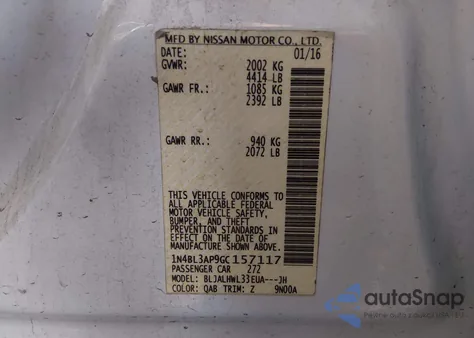 MFD BY NISSAN MOTOR CO., LTD.
DATE: 01/16
GVWR: 2002 KG
4414 LB
GAWR FR.: 1085 KG
2392 LB
GAWR RR.: 940 KG
2072 LB
THIS VEHICLE CONFORMS TO
ALL APPLICABLE FEDERAL
MOTOR VEHICLE SAFETY,
BUMPER, AND THEFT
PREVENTION STANDARDS IN
EFFECT ON THE DATE OF
MANUFACTURE SHOWN ABOVE.
1N4BL3AP9GC157117
PASSENGER CAR 272
MODEL: BLJALHWL33EUA---JH
COLOR: QAB TRIM: Z 9N00A
autoSnap